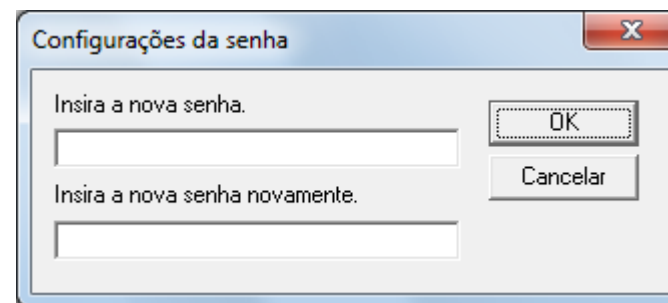 Configurações da senha
Insira a nova senha.
OK
Cancelar
Insira a nova senha novamente.